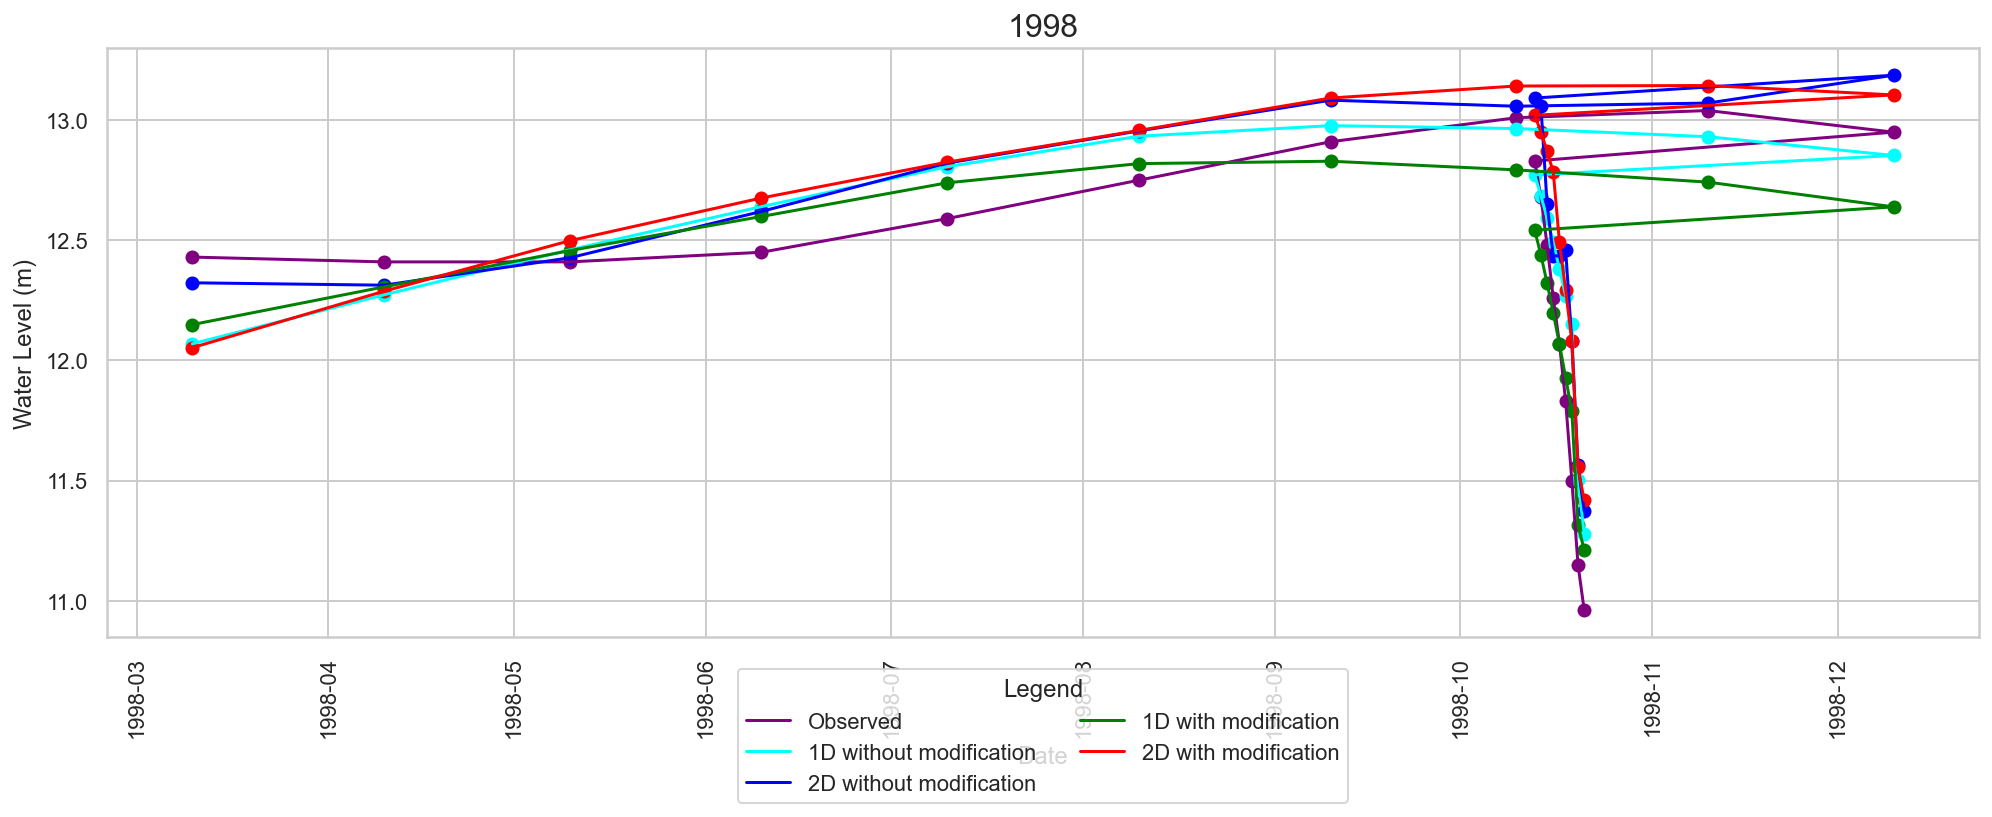 1998
Water Level (m)
13.0
12.5
12.0
11.5
11.0
1998-03
1998-04
1998-05
1998-06
1998-07
1998-08
1998-09
1998-10
1998-11
1998-12
Date
Legend
Observed
1D without modification
2D without modification
1D with modification
2D with modification